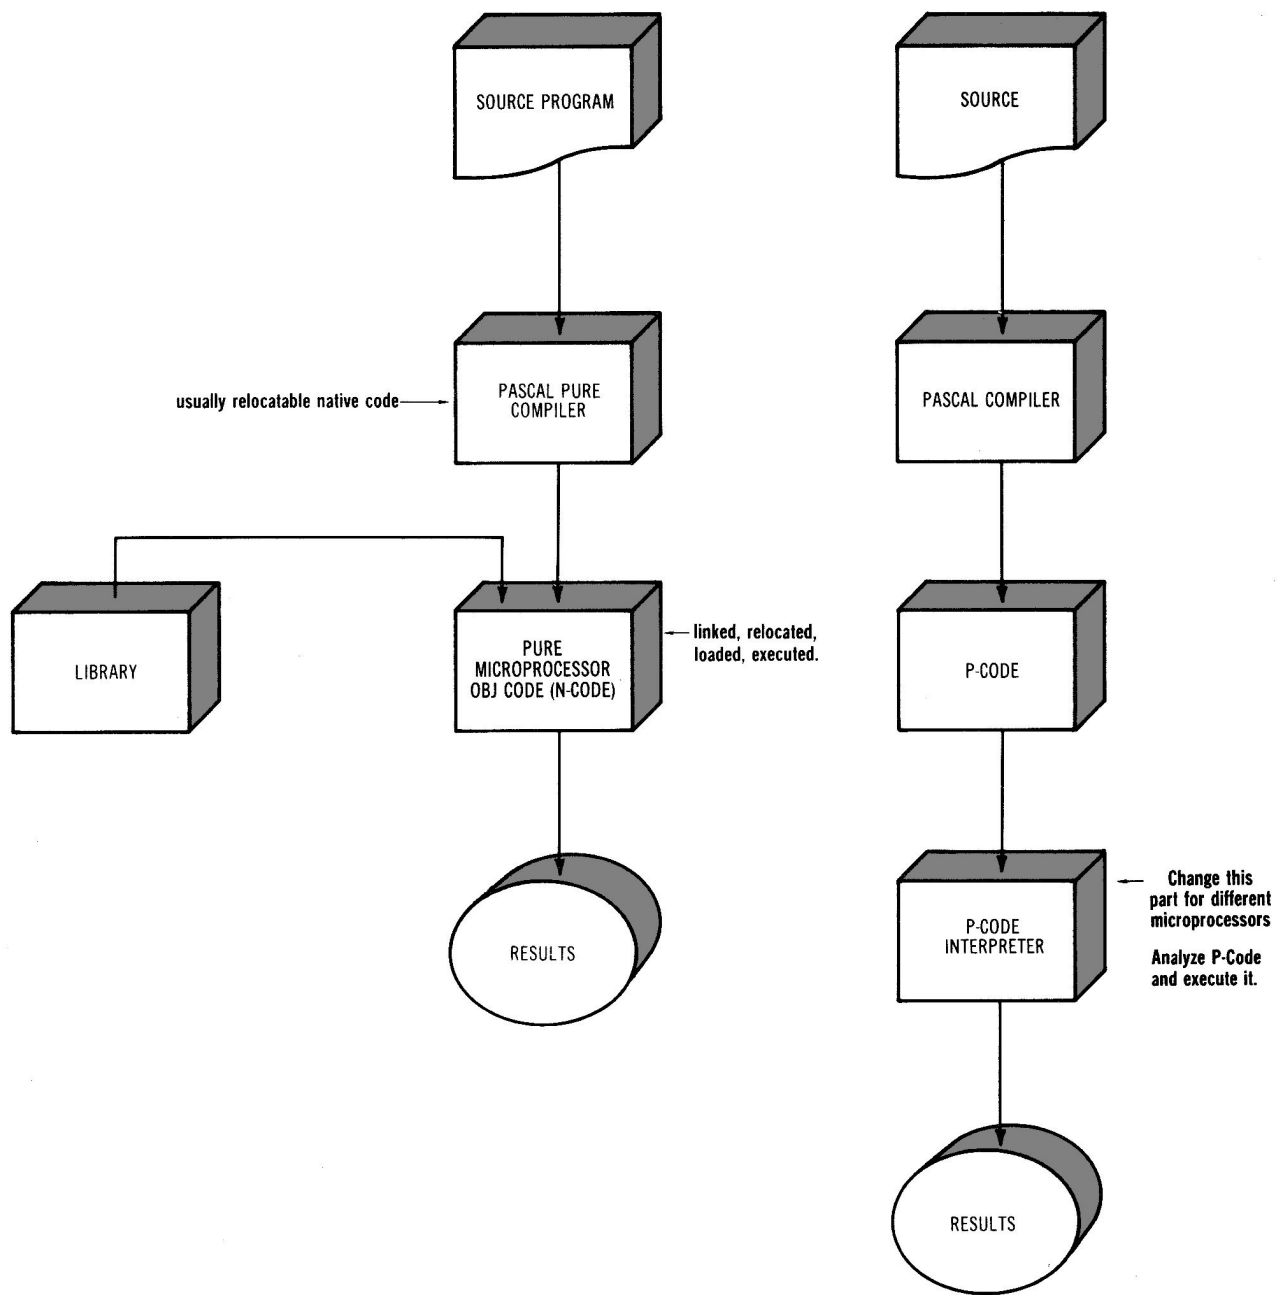 SOURCE PROGRAM
SOURCE
usually relocatable native code
PASCAL PURE
COMPILER
PASCAL COMPILER
LIBRARY
PURE
MICROPROCESSOR
OBJ CODE (N-CODE)
linked, relocated,
loaded, executed.
P-CODE
RESULTS
P-CODE
INTERPRETER
Change this
part for different
microprocessors
Analyze P-Code
and execute it.
RESULTS